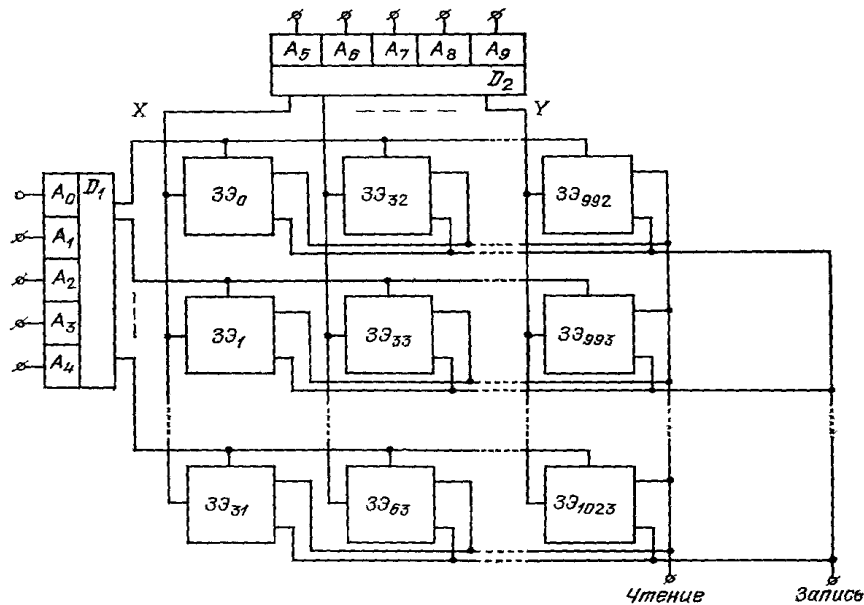 A5 A6 A7 A8 A9
D2
X Y
A0 D1
A1
A2
A3
A4
ЗЭ0 ЗЭ32 ЗЭ992
ЗЭ1 ЗЭ33 ЗЭ993
ЗЭ31 ЗЭ63 ЗЭ1023
Чтение Запись